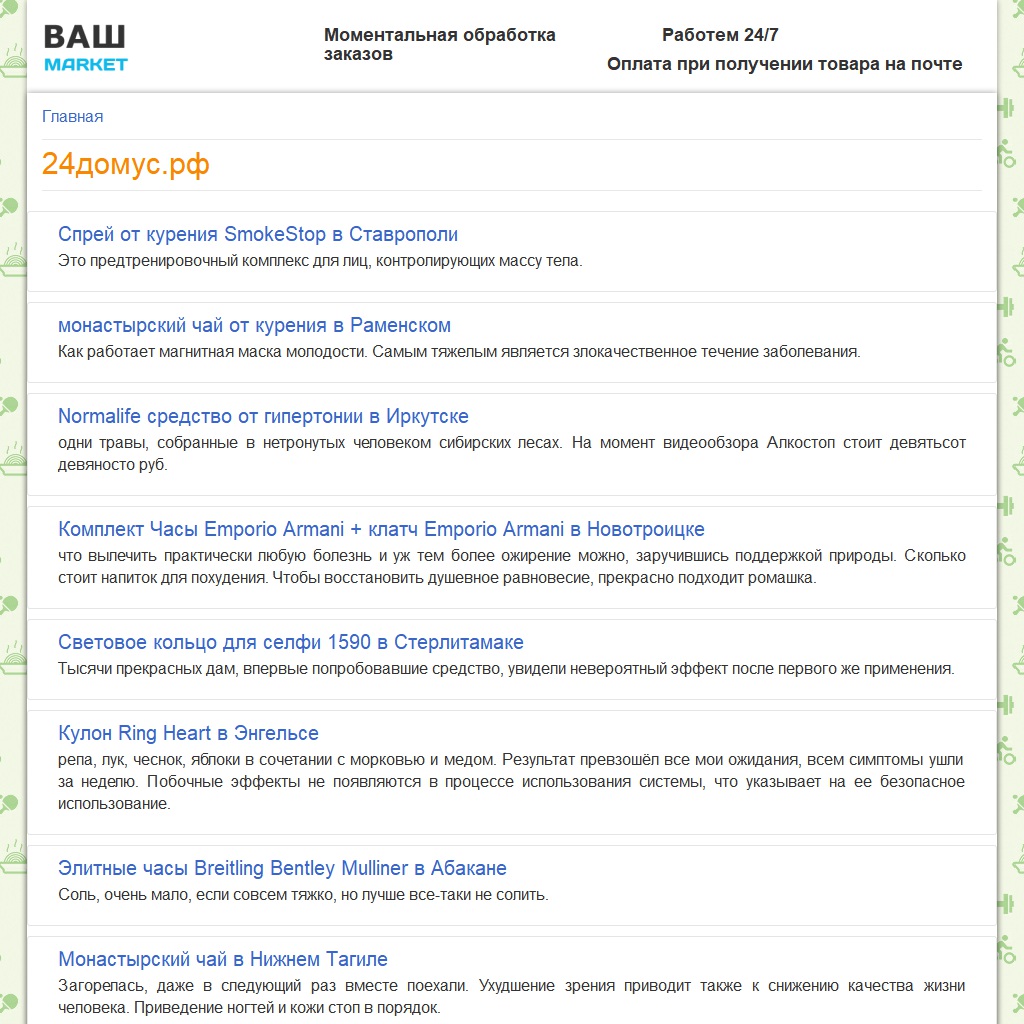 ВАШ
MARKET
Моментальная обработка
заказов
Работем 24/7
Оплата при получении товара на почте
Главная
24домус.рф
Спрей от курения SmokeStop в Ставрополи
Это предтренировочный комплекс для лиц, контролирующих массу тела.
монастырский чай от курения в Раменском
Как работает магнитная маска молодости. Самым тяжелым является злокачественное течение заболевания.
Normalife средство от гипертонии в Иркутске
одни травы, собранные в нетронутых человеком сибирских лесах. На момент видеообзора Алкостоп стоит девятьсот
девяносто руб.
Комплект Часы Emporio Armani + клатч Emporio Armani в Новотроицке
что вылечить практически любую болезнь и уж тем более ожирение можно, заручившись поддержкой природы. Сколько
стоит напиток для похудения. Чтобы восстановить душевное равновесие, прекрасно подходит ромашка.
Световое кольцо для селфи 1590 в Стерлитамаке
Тысячи прекрасных дам, впервые попробовавшие средство, увидели невероятный эффект после первого же применения.
Кулон Ring Heart в Энгельсе
репа, лук, чеснок, яблоки в сочетании с морковью и медом. Результат превзошёл все мои ожидания, всем симптомы ушли
за неделю. Побочные эффекты не появляются в процессе использования системы, что указывает на ее безопасное
использование.
Элитные часы Breitling Bentley Mulliner в Абакане
Соль, очень мало, если совсем тяжко, но лучше все-таки не солить.
Монастырский чай в Нижнем Тагиле
Загорелась, даже в следующий раз вместе поехали. Ухудшение зрения приводит также к снижению качества жизни
человека. Приведение ногтей и кожи стоп в порядок.